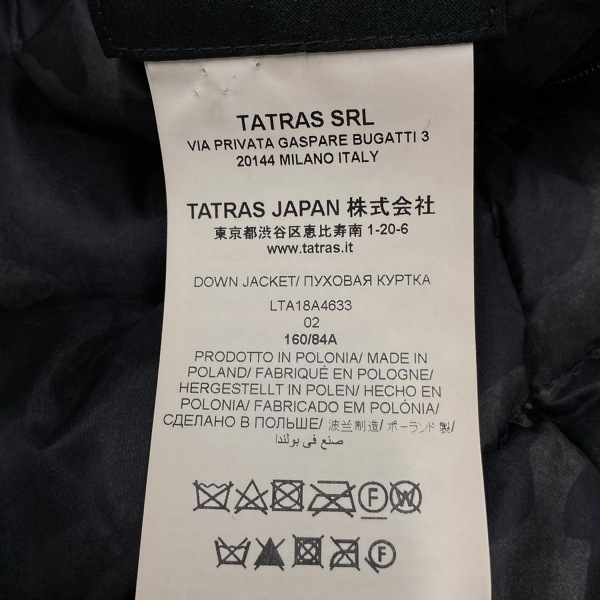 TATRAS SRL
VIA PRIVATA GASPARE BUGATTI 3
20144 MILANO ITALY
TATRAS JAPAN 株式会社
東京都渋谷区恵比寿南 1-20-6
www.tatras.it
DOWN JACKET/ ПУХОВАЯ КУРТКА
LTA18A4633
02
160/84A
PRODOTTO IN POLONIA/ MADE IN
POLAND/ FABRIQUÉ EN POLOGNE/
HERGESTELLT IN POLEN/ HECHO EN
POLONIA/ FABRICADO EM POLÓNIA/
СДЕЛАНО В ПОЛЬШЕ/ 波兰制造/ ポーランド 製/
صنع في بولندا/
F W
F